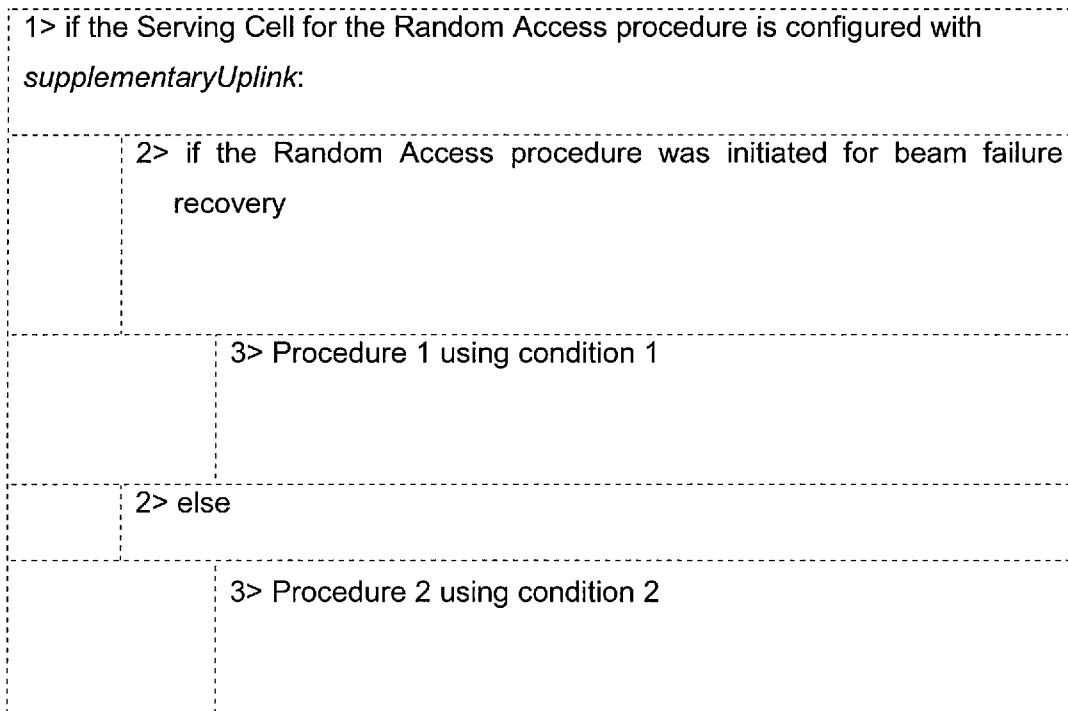 1> if the Serving Cell for the Random Access procedure is configured with
supplementaryUplink:
2> if the Random Access procedure was initiated for beam failure
recovery
3> Procedure 1 using condition 1
2> else
3> Procedure 2 using condition 2